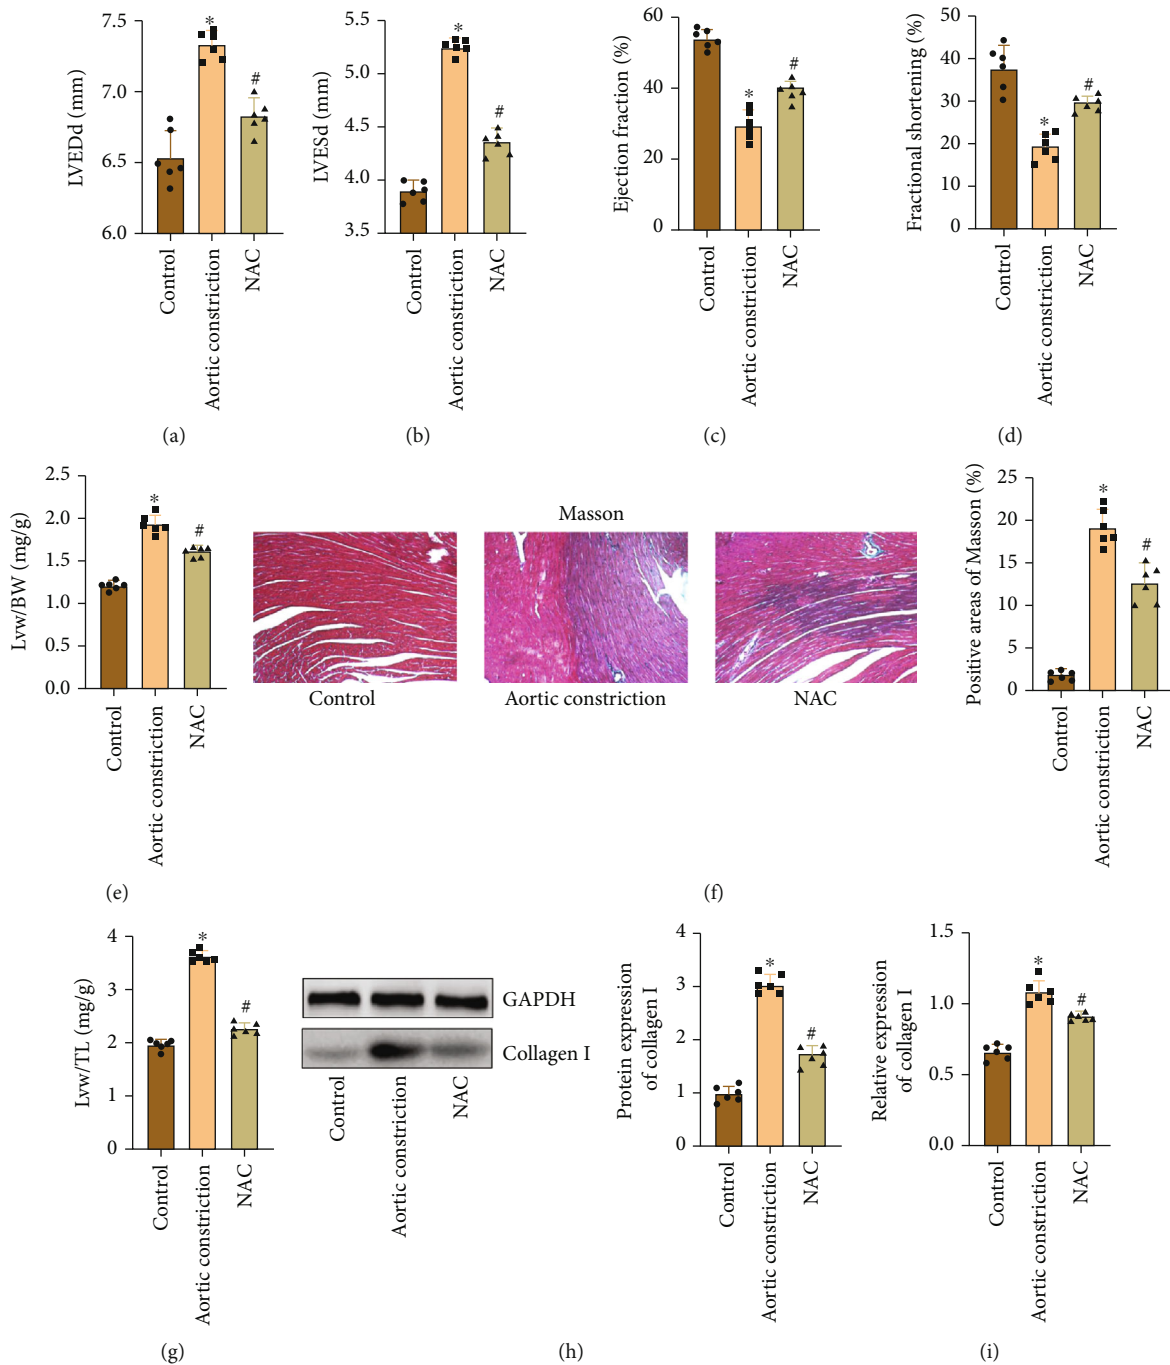 LVEDd (mm)
7.5
7.0
6.5
6.0
*
#
Control
Aortic constriction
NAC
(a)
LVESd (mm)
5.5
5.0
4.5
4.0
3.5
*
#
Control
Aortic constriction
NAC
(b)
Ejection fraction (%)
60
40
20
0
*
#
Control
Aortic constriction
NAC
(c)
Fractional shortening (%)
50
40
30
20
10
0
*
#
Control
Aortic constriction
NAC
(d)
Lvw/BW (mg/g)
2.5
2.0
1.5
1.0
0.5
0.0
*
#
Control
Aortic constriction
NAC
(e)
Masson
Control
Aortic constriction
NAC
Postive areas of Masson (%)
25
20
15
10
5
0
*
#
Control
Aortic constriction
NAC
(f)
Lvw/TL (mg/g)
4
3
2
1
0
*
#
Control
Aortic constriction
NAC
(g)
GAPDH
Collagen I
Control
Aortic constriction
NAC
Protein expression
of collagen I
4
3
2
1
0
*
#
Control
Aortic constriction
NAC
(h)
Relative expression
of collagen I
1.5
1.0
0.5
0.0
*
#
Control
Aortic constriction
NAC
(i)